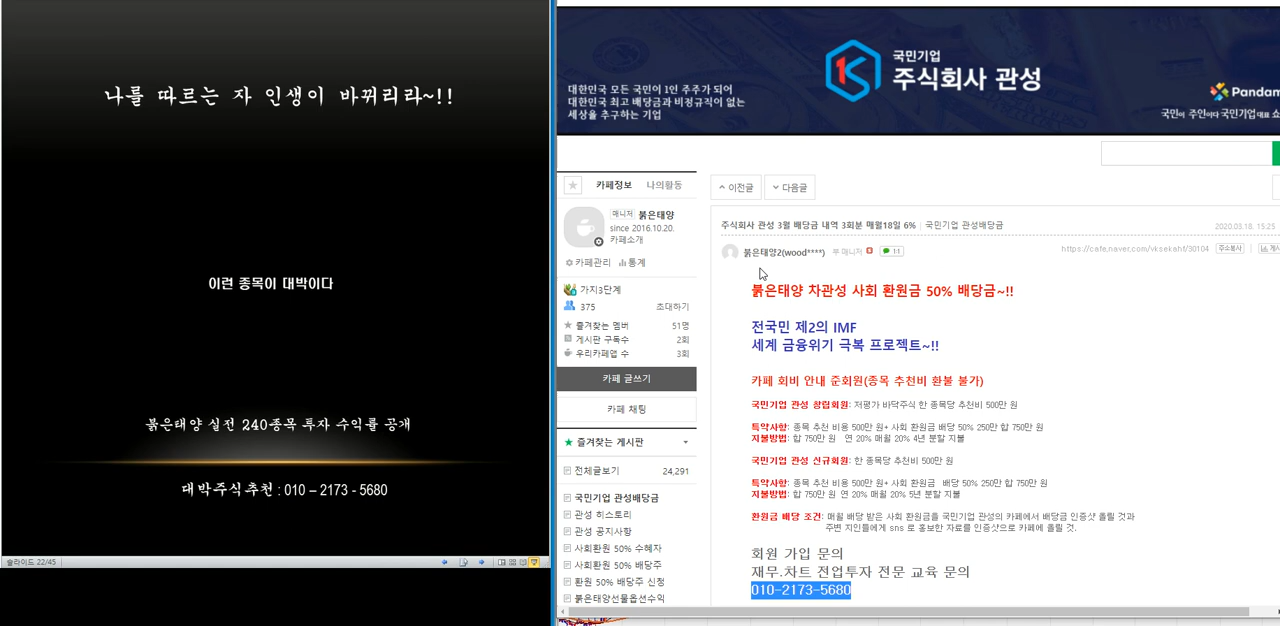 나를 따르는 자 인생이 바뀌리라~!!
이런 종목이 대박이다
붉은태양 실전 240종목 투자 수익률 공개
대박주식추천 : 010 – 2173 - 5680
슬라이드 22/45
대한민국 모든 국민이 1인 주주가 되어
대한민국 최고 배당금과 비정규직이 없는
세상을 추구하는 기업
국민기업
주식회사 관성
Pandam
국민이 주인이다 국민기업대표 쇼
카페정보 나의활동
매니저 붉은태양
since 2016.10.20.
카페소개
카페관리 통계
가지3단계
375 초대하기
즐겨찾는 멤버 51명
게시판 구독수 2회
우리카페앱 수 3회
카페 글쓰기
카페 채팅
즐겨찾는 게시판
전체글보기 24,291
국민기업 관성배당금
관성 히스토리
관성 공지사항
사회환원 50% 수혜자
사회환원 50% 배당주
환원 50% 배당주 신청
붉은태양선물옵션수익
이전글 다음글
주식회사 관성 3월 배당금 내역 3회분 매월18일 6% | 국민기업 관성배당금
2020.03.18. 15:25
붉은태양2(wood****) 부매니저 1:1
https://cafe.naver.com/vksekahf/30104 주소복사 게시
붉은태양 차관성 사회 환원금 50% 배당금~!!
전국민 제2의 IMF
세계 금융위기 극복 프로젝트~!!
카페 회비 안내 준회원(종목 추천비 환불 불가)
국민기업 관성 창립회원: 저평가 바닥주식 한 종목당 추천비 500만 원
특약사항: 종목 추천 비용 500만 원+ 사회 환원금 배당 50% 250만 합 750만 원
지불방법: 합 750만 원 연 20% 매월 20% 4년 분할 지불
국민기업 관성 신규회원: 한 종목당 추천비 500만 원
특약사항: 종목 추천 비용 500만 원+ 사회 환원금 배당 50% 250만 합 750만 원
지불방법: 합 750만 원 연 20% 매월 20% 5년 분할 지불
환원금 배당 조건: 매월 배당 받은 사회 환원금을 국민기업 관성의 카페에서 배당금 인증샷 올릴 것과
주변 지인들에게 sns 로 홍보한 자료를 인증샷으로 카페에 올릴 것.
회원 가입 문의
재무.차트 전업투자 전문 교육 문의
010-2173-5680